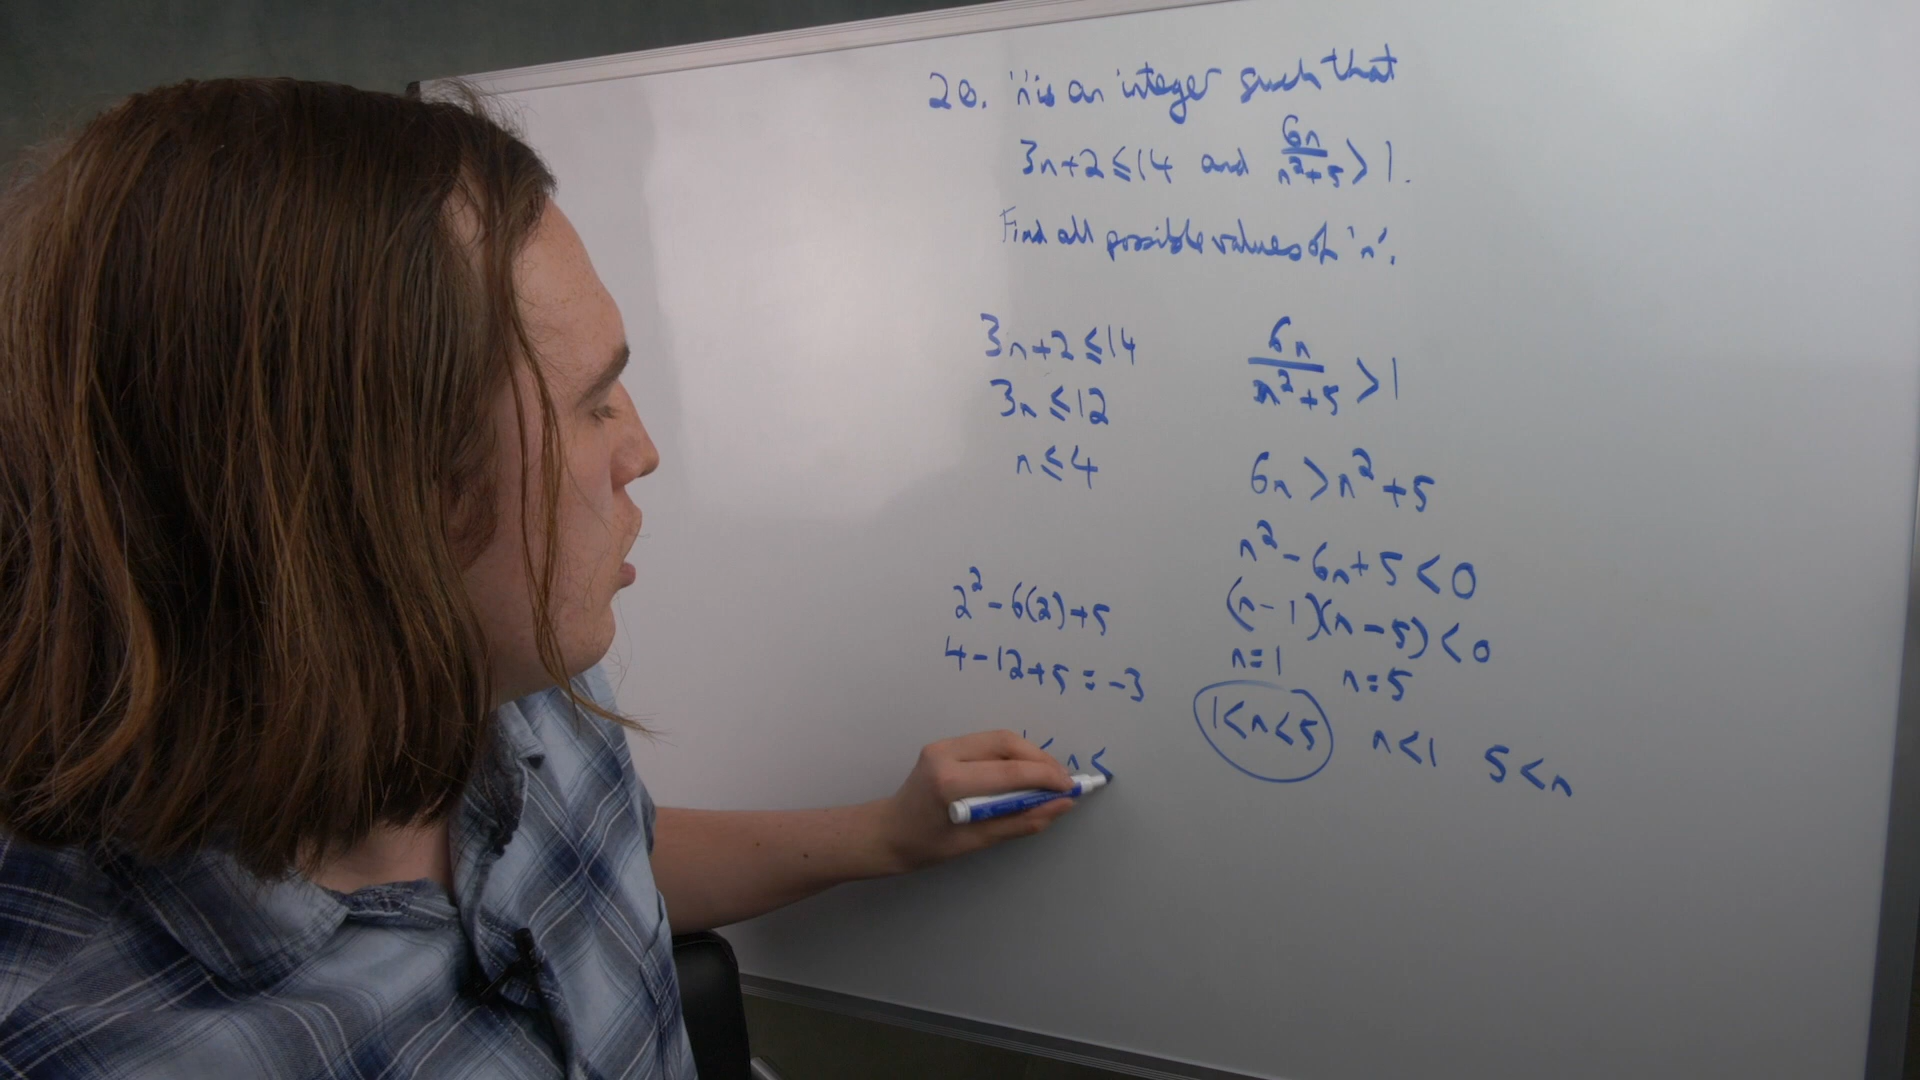 20. 'n' is an integer such that
3n+2≤14 and 6n/n²+5 > 1.
Find all possible values of 'n'.
3n+2≤14
3n≤12
n≤4
6n/n²+5 > 1
6n > n²+5
n²-6n+5<0
(n-1)(n-5)<0
n=1 n=5
1<n<5 n<1 5<n
2²-6(2)+5
4-12+5=-3
1<n≤